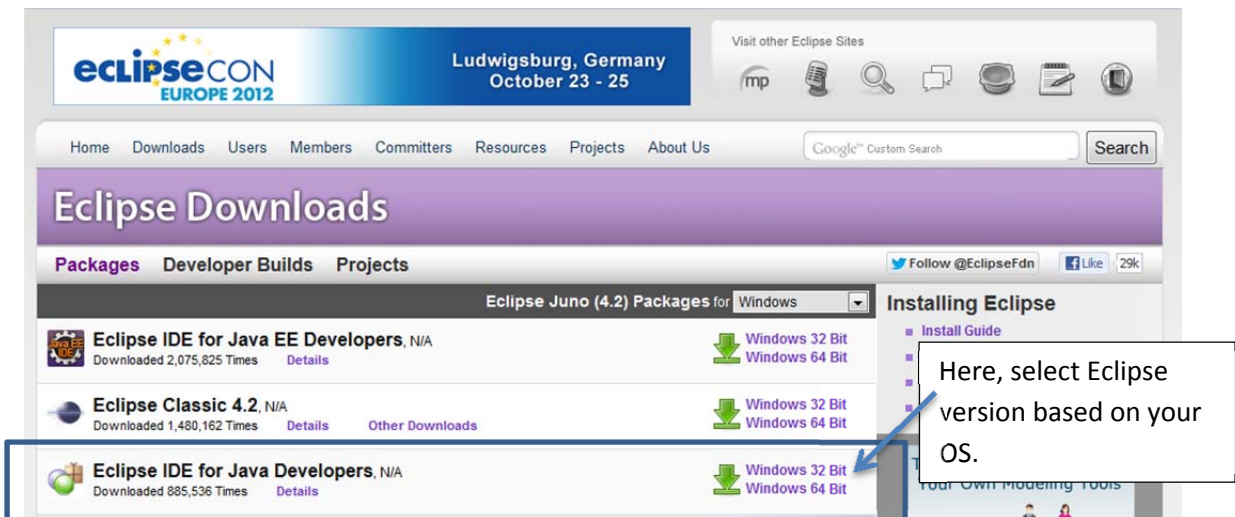 eclipsecon
EUROPE 2012
Ludwigsburg, Germany
October 23 - 25
Visit other Eclipse Sites
mp
Home Downloads Users Members Committers Resources Projects About Us
Google™ Custom Search
Search
Eclipse Downloads
Packages Developer Builds Projects
Follow @EclipseFdn
Like 29k
Eclipse Juno (4.2) Packages for Windows
Installing Eclipse
Install Guide
Java EE
IDE
Eclipse IDE for Java EE Developers, N/A
Downloaded 2,075,825 Times Details
Windows 32 Bit
Windows 64 Bit
Eclipse Classic 4.2, N/A
Downloaded 1,480,162 Times Details Other Downloads
Windows 32 Bit
Windows 64 Bit
Eclipse IDE for Java Developers, N/A
Downloaded 885,536 Times Details
Windows 32 Bit
Windows 64 Bit
Here, select Eclipse
version based on your
OS.
Your Own Modeling Tools